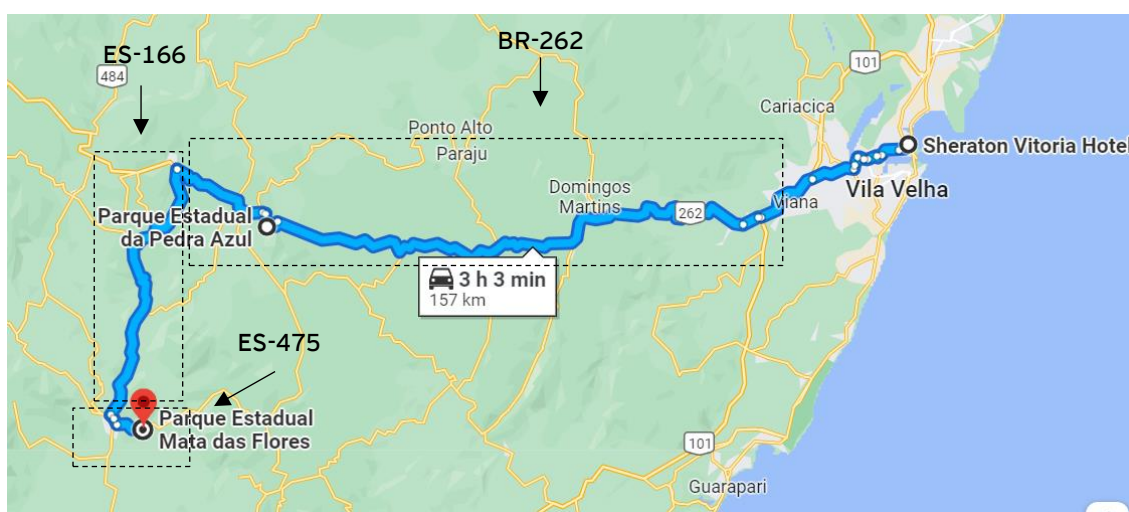 ES-166
BR-262
484
101
Cariacica
Ponto Alto
Paraju
Sheraton Vitoria Hotel
Vila Velha
Domingos
Martins
262
Viana
Parque Estadual
da Pedra Azul
3 h 3 min
157 km
ES-475
Parque Estadual
Mata das Flores
101
Guarapari